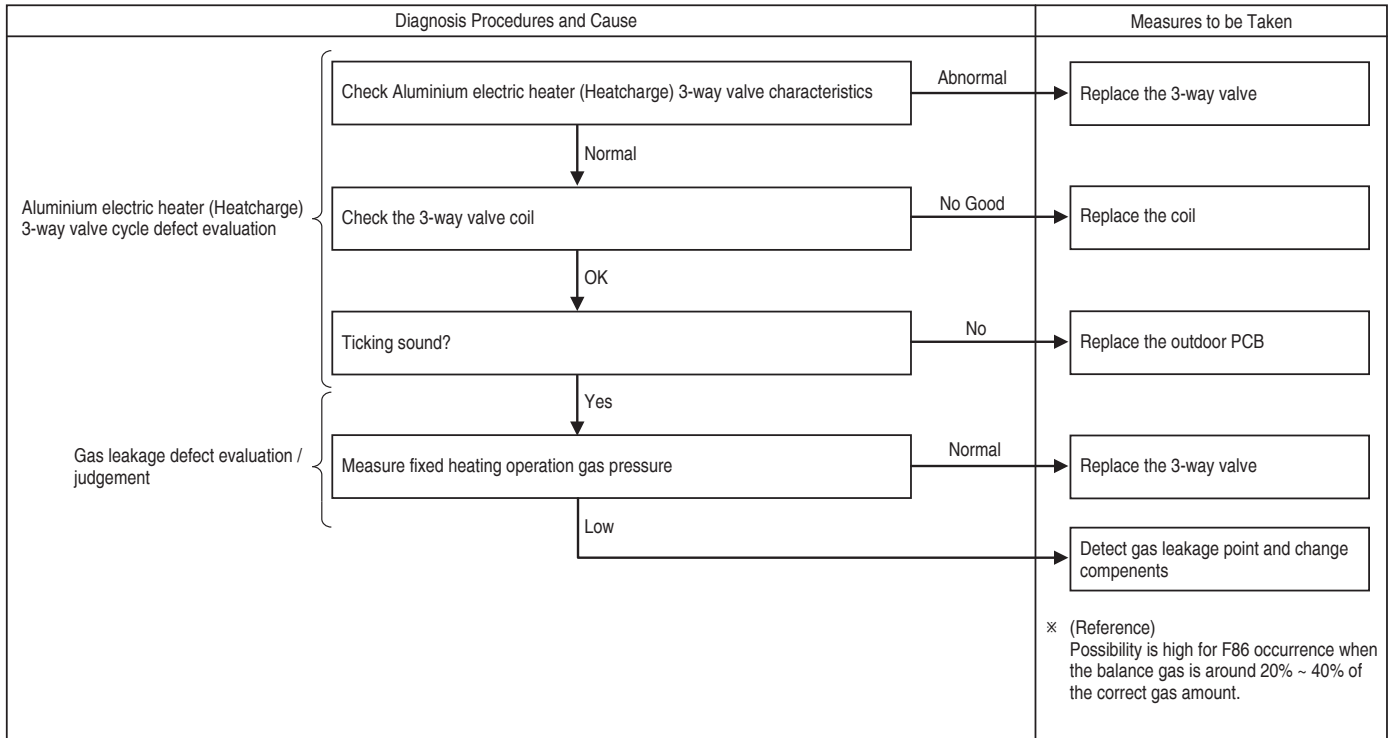 Diagnosis Procedures and Cause
Measures to be Taken
Check Aluminium electric heater (Heatcharge) 3-way valve characteristics
Abnormal
Replace the 3-way valve
Normal
Aluminium electric heater (Heatcharge)
3-way valve cycle defect evaluation
Check the 3-way valve coil
No Good
Replace the coil
OK
Ticking sound?
No
Replace the outdoor PCB
Yes
Gas leakage defect evaluation /
judgement
Measure fixed heating operation gas pressure
Normal
Replace the 3-way valve
Low
Detect gas leakage point and change
compenents
※ (Reference)
Possibility is high for F86 occurrence when
the balance gas is around 20% ~ 40% of
the correct gas amount.